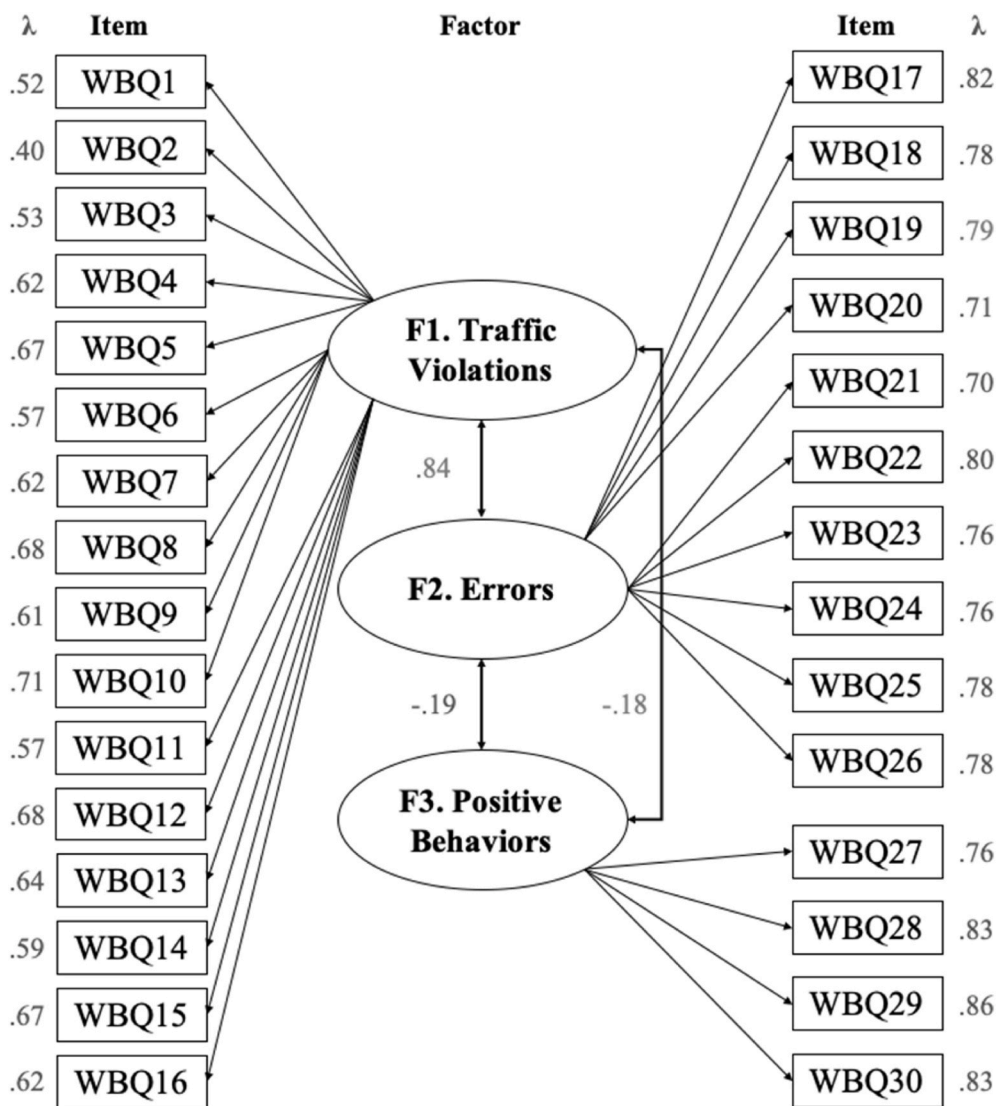 λ Item Factor Item λ
.52 WBQ1
.40 WBQ2
.53 WBQ3
.62 WBQ4
.67 WBQ5
.57 WBQ6
.62 WBQ7
.68 WBQ8
.61 WBQ9
.71 WBQ10
.57 WBQ11
.68 WBQ12
.64 WBQ13
.59 WBQ14
.67 WBQ15
.62 WBQ16
F1. Traffic
Violations
.84
F2. Errors
-.19 -.18
F3. Positive
Behaviors
WBQ17 .82
WBQ18 .78
WBQ19 .79
WBQ20 .71
WBQ21 .70
WBQ22 .80
WBQ23 .76
WBQ24 .76
WBQ25 .78
WBQ26 .78
WBQ27 .76
WBQ28 .83
WBQ29 .86
WBQ30 .83